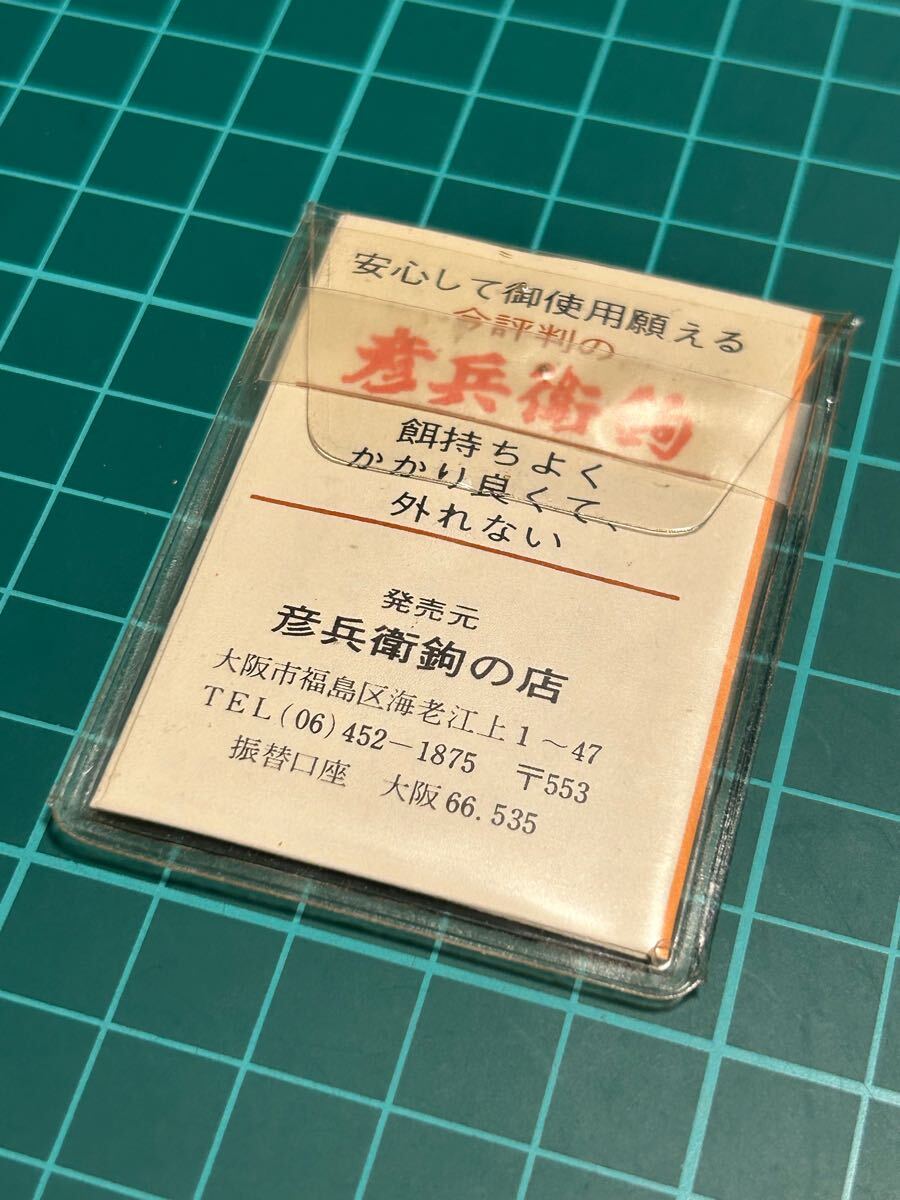 安心して御使用願える
今評判の
彦兵衛鉤
餌持ちよく
かかり良くて、
外れない
発売元
彦兵衛鉤の店
大阪市福島区海老江上1～47
TEL(06)452-1875 〒553
振替口座 大阪66.535